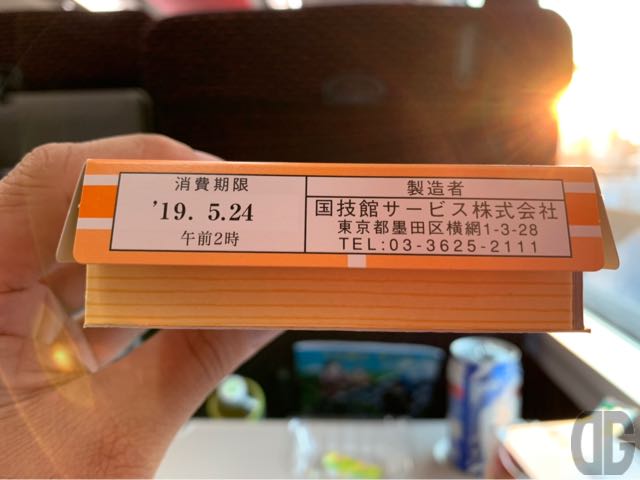 消費期限
'19. 5.24
午前2時
製造者
国技館サービス株式会社
東京都墨田区横網1-3-28
TEL:03-3625-2111
DG